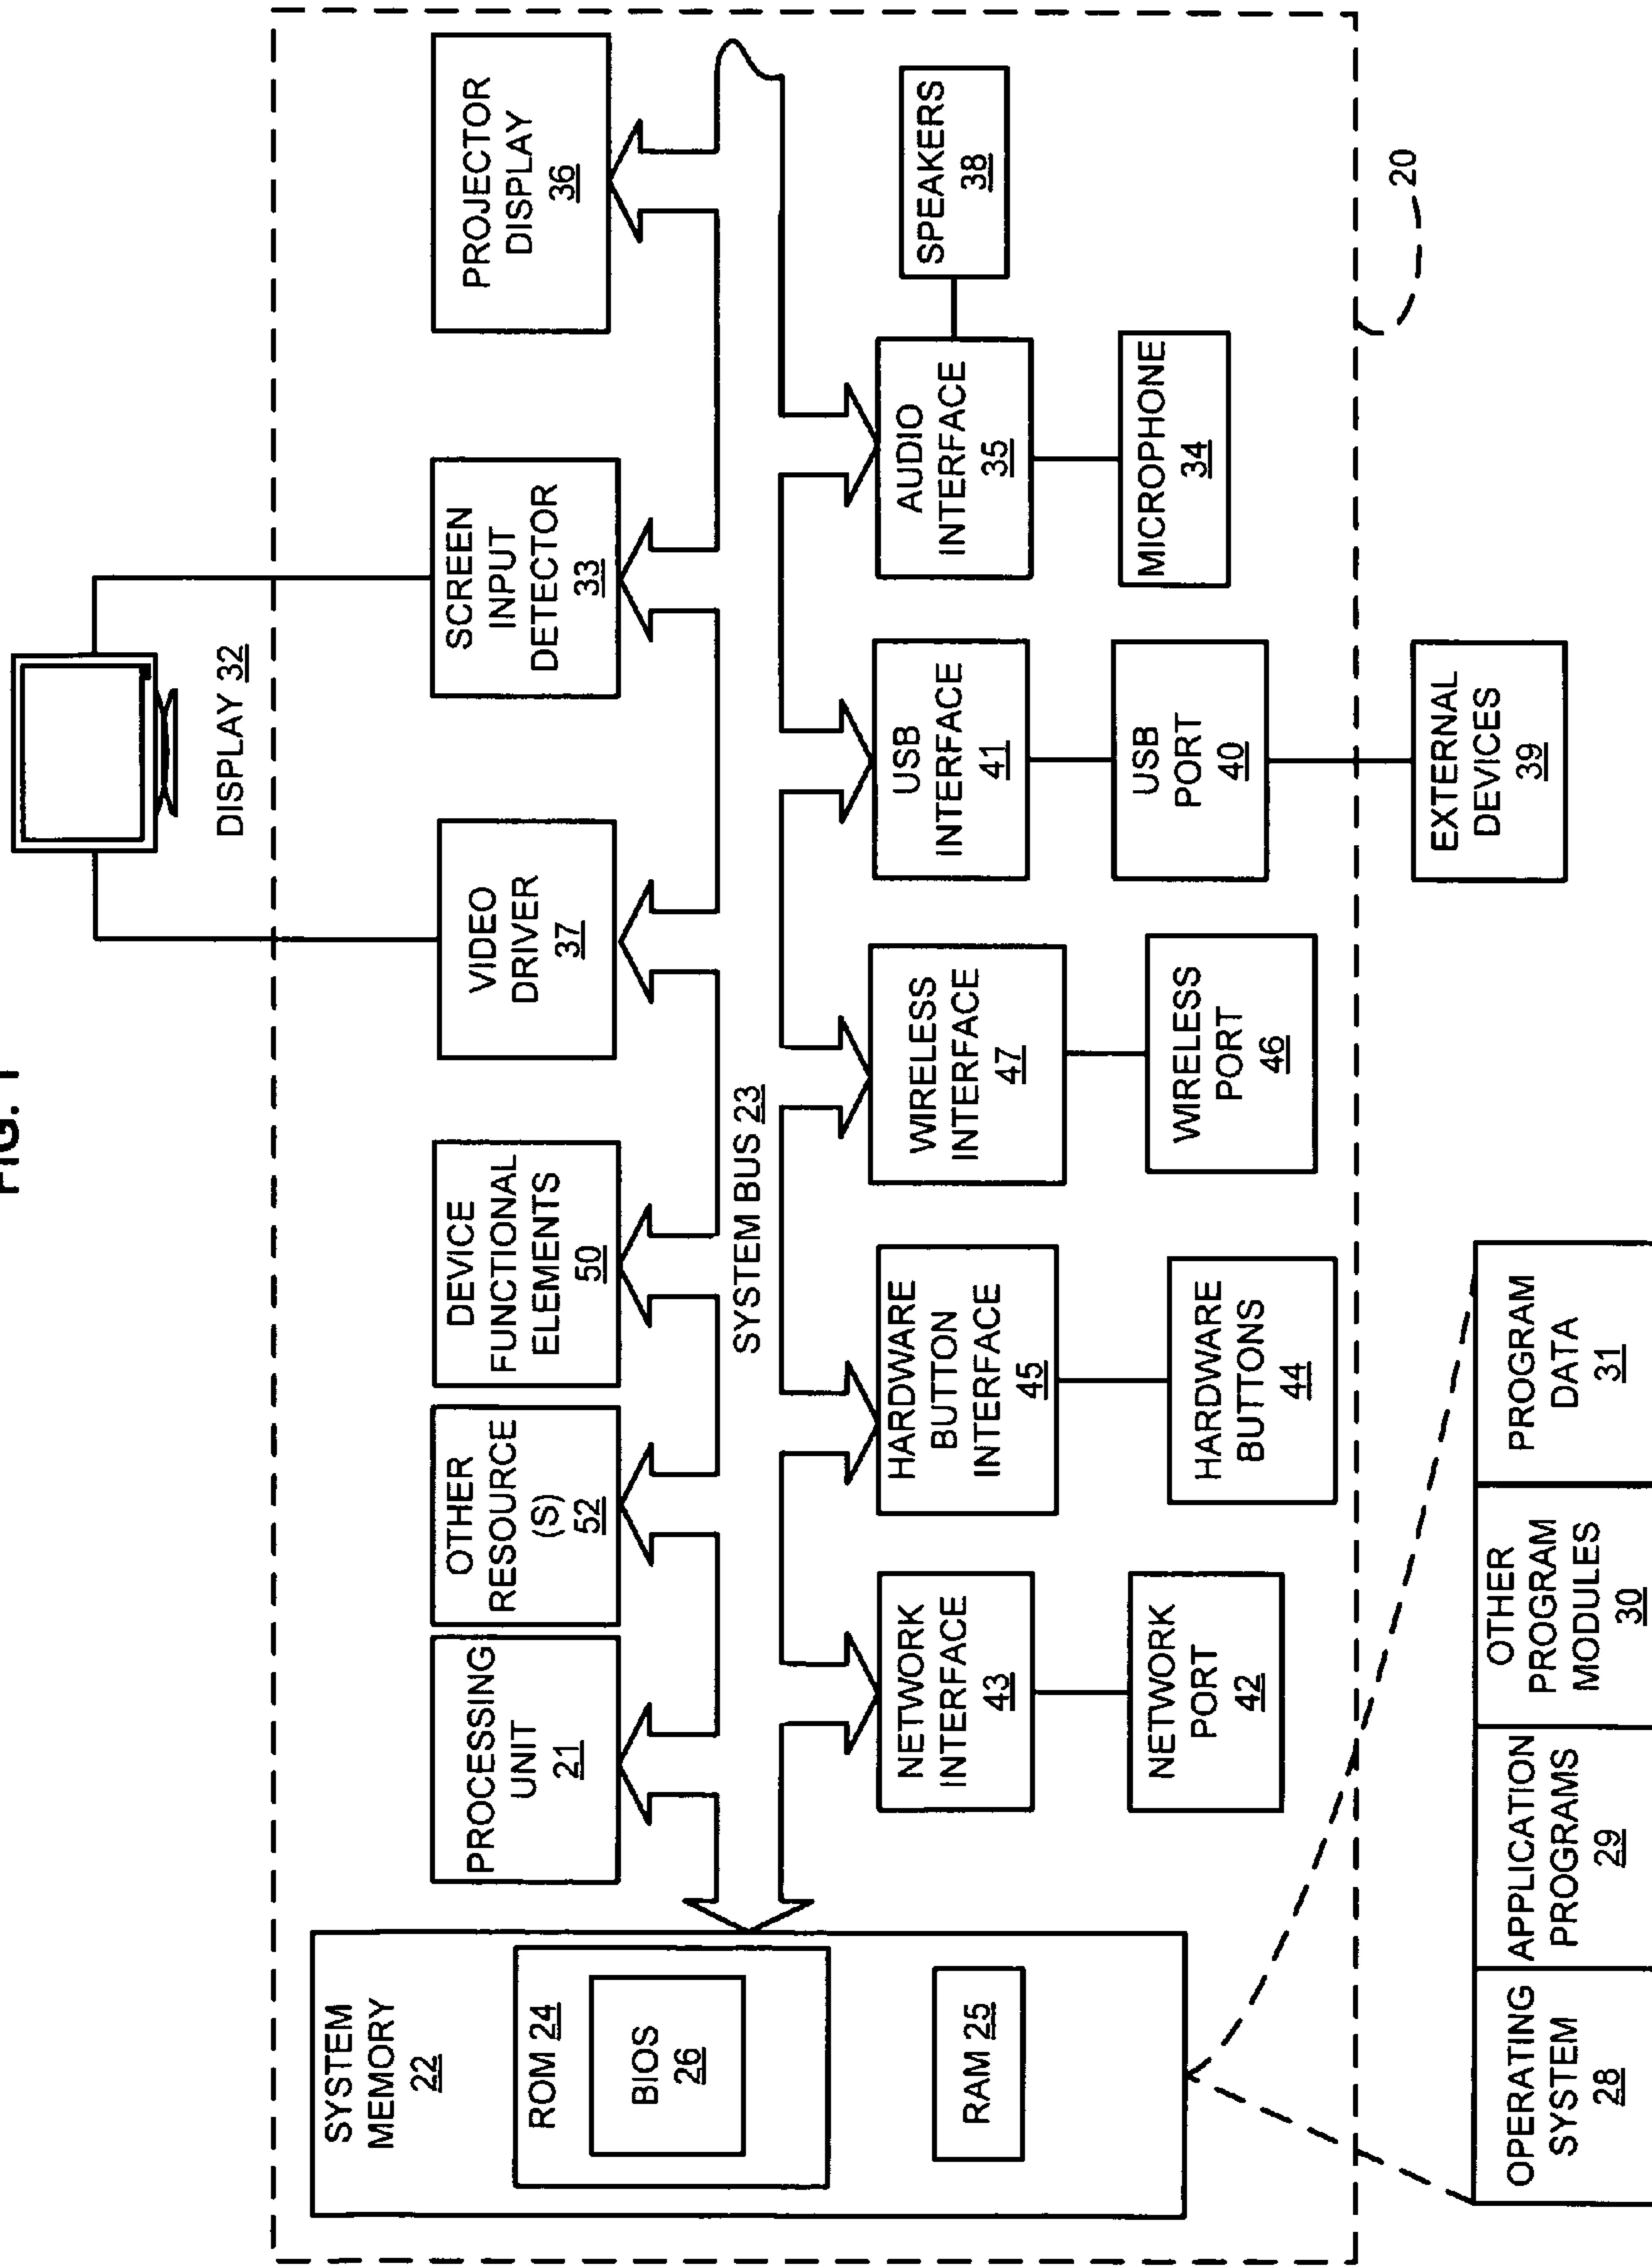 FIG. 1
DISPLAY 32
SYSTEM
MEMORY
22
ROM 24
BIOS
26
RAM 25
PROCESSING
UNIT
21
OTHER
RESOURCE
(S)
52
DEVICE
FUNCTIONAL
ELEMENTS
50
VIDEO
DRIVER
37
SCREEN
INPUT
DETECTOR
33
PROJECTOR
DISPLAY
36
SYSTEM BUS 23
NETWORK
INTERFACE
43
HARDWARE
BUTTON
INTERFACE
45
WIRELESS
INTERFACE
47
USB
INTERFACE
41
AUDIO
INTERFACE
35
SPEAKERS
38
NETWORK
PORT
42
HARDWARE
BUTTONS
44
WIRELESS
PORT
46
USB
PORT
40
MICROPHONE
34
20
EXTERNAL
DEVICES
39
OPERATING
SYSTEM
28
APPLICATION
PROGRAMS
29
OTHER
PROGRAM
MODULES
30
PROGRAM
DATA
31